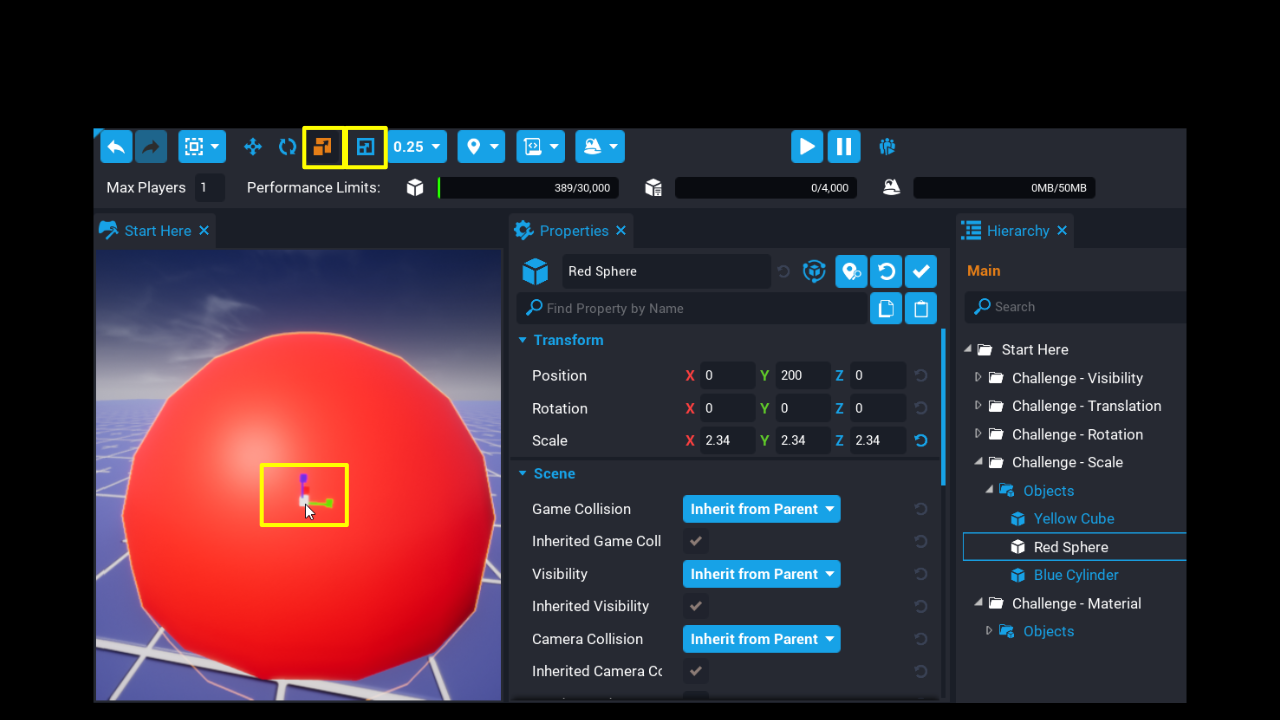 0.25
Max Players 1 Performance Limits: 389/30,000 0/4,000 0MB/50MB
Start Here
Properties
Hierarchy
Red Sphere
Main
Find Property by Name
Search
Transform
Position X 0 Y 200 Z 0
Rotation X 0 Y 0 Z 0
Scale X 2.34 Y 2.34 Z 2.34
Scene
Game Collision Inherit from Parent
Inherited Game Coll
Visibility Inherit from Parent
Inherited Visibility
Camera Collision Inherit from Parent
Inherited Camera Cc
Start Here
Challenge - Visibility
Challenge - Translation
Challenge - Rotation
Challenge - Scale
Objects
Yellow Cube
Red Sphere
Blue Cylinder
Challenge - Material
Objects